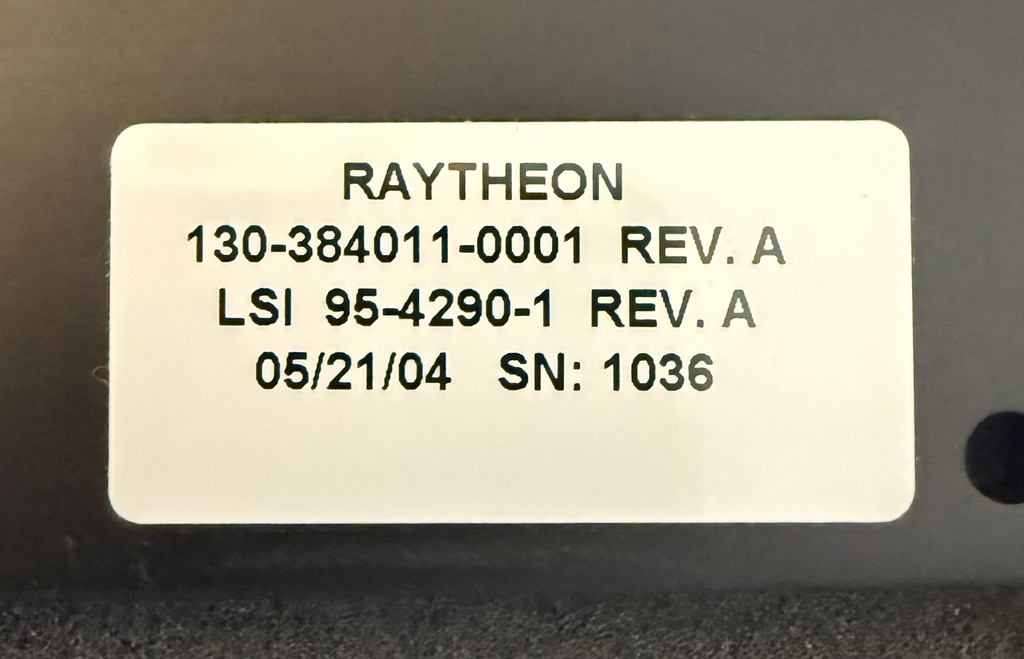 RAYTHEON
130-384011-0001 REV. A
LSI 95-4290-1 REV. A
05/21/04 SN: 1036